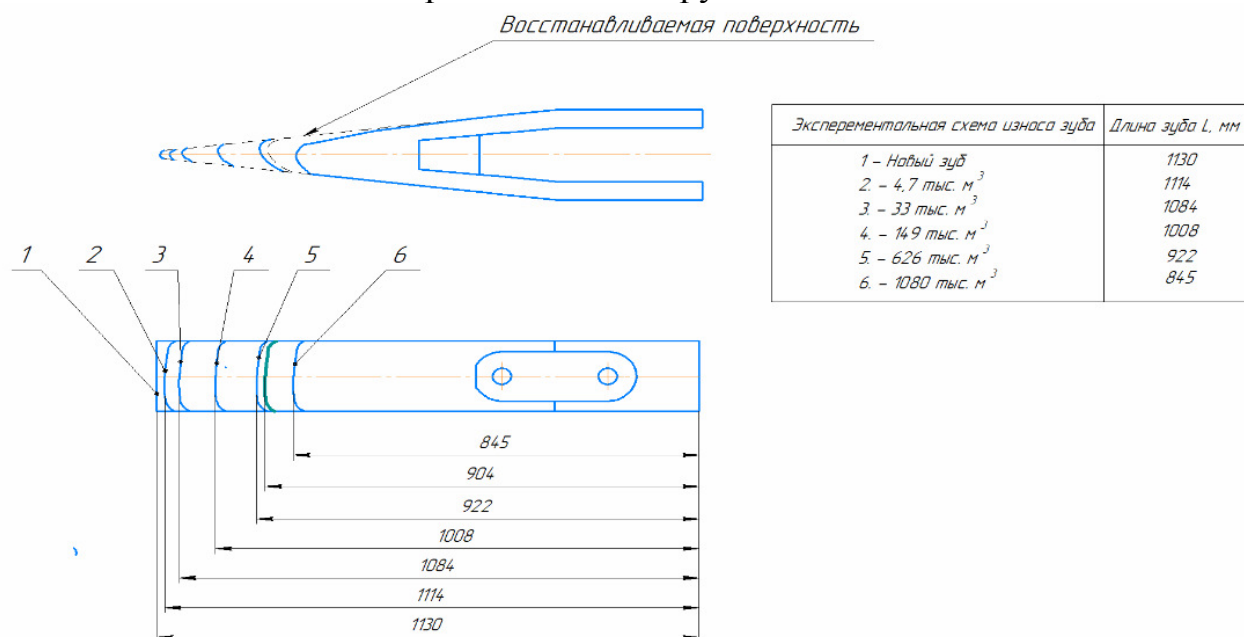 Восстанавливаемая поверхность
Эксперементальная схема износа зуба Длина зуба L, мм
1 – Новый зуб 1130
2. – 4,7 тыс. м³ 1114
3. – 33 тыс. м³ 1084
4. – 149 тыс. м³ 1008
5. – 626 тыс. м³ 922
6. – 1080 тыс. м³ 845
1 2 3 4 5 6
845
904
922
1008
1084
1114
1130